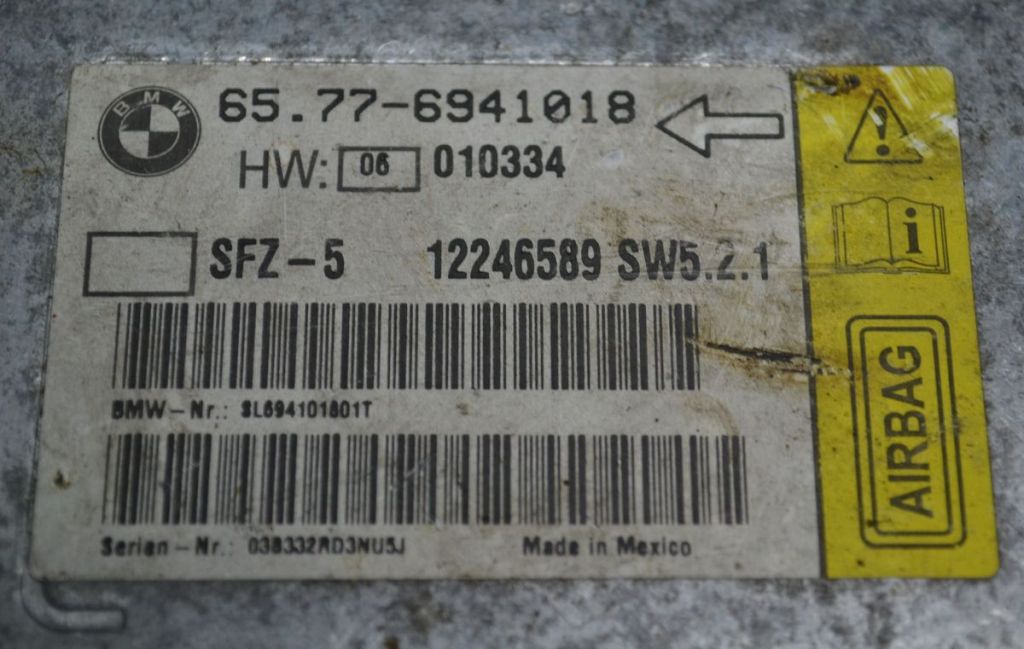 BMW
65.77-6941018
HW: 06 010334
SFZ-5 12246589 SW5.2.1
BMW-Nr.: SL694101801T
Serien-Nr.: 03B332RD3NU5J
Made in Mexico
i
AIRBAG